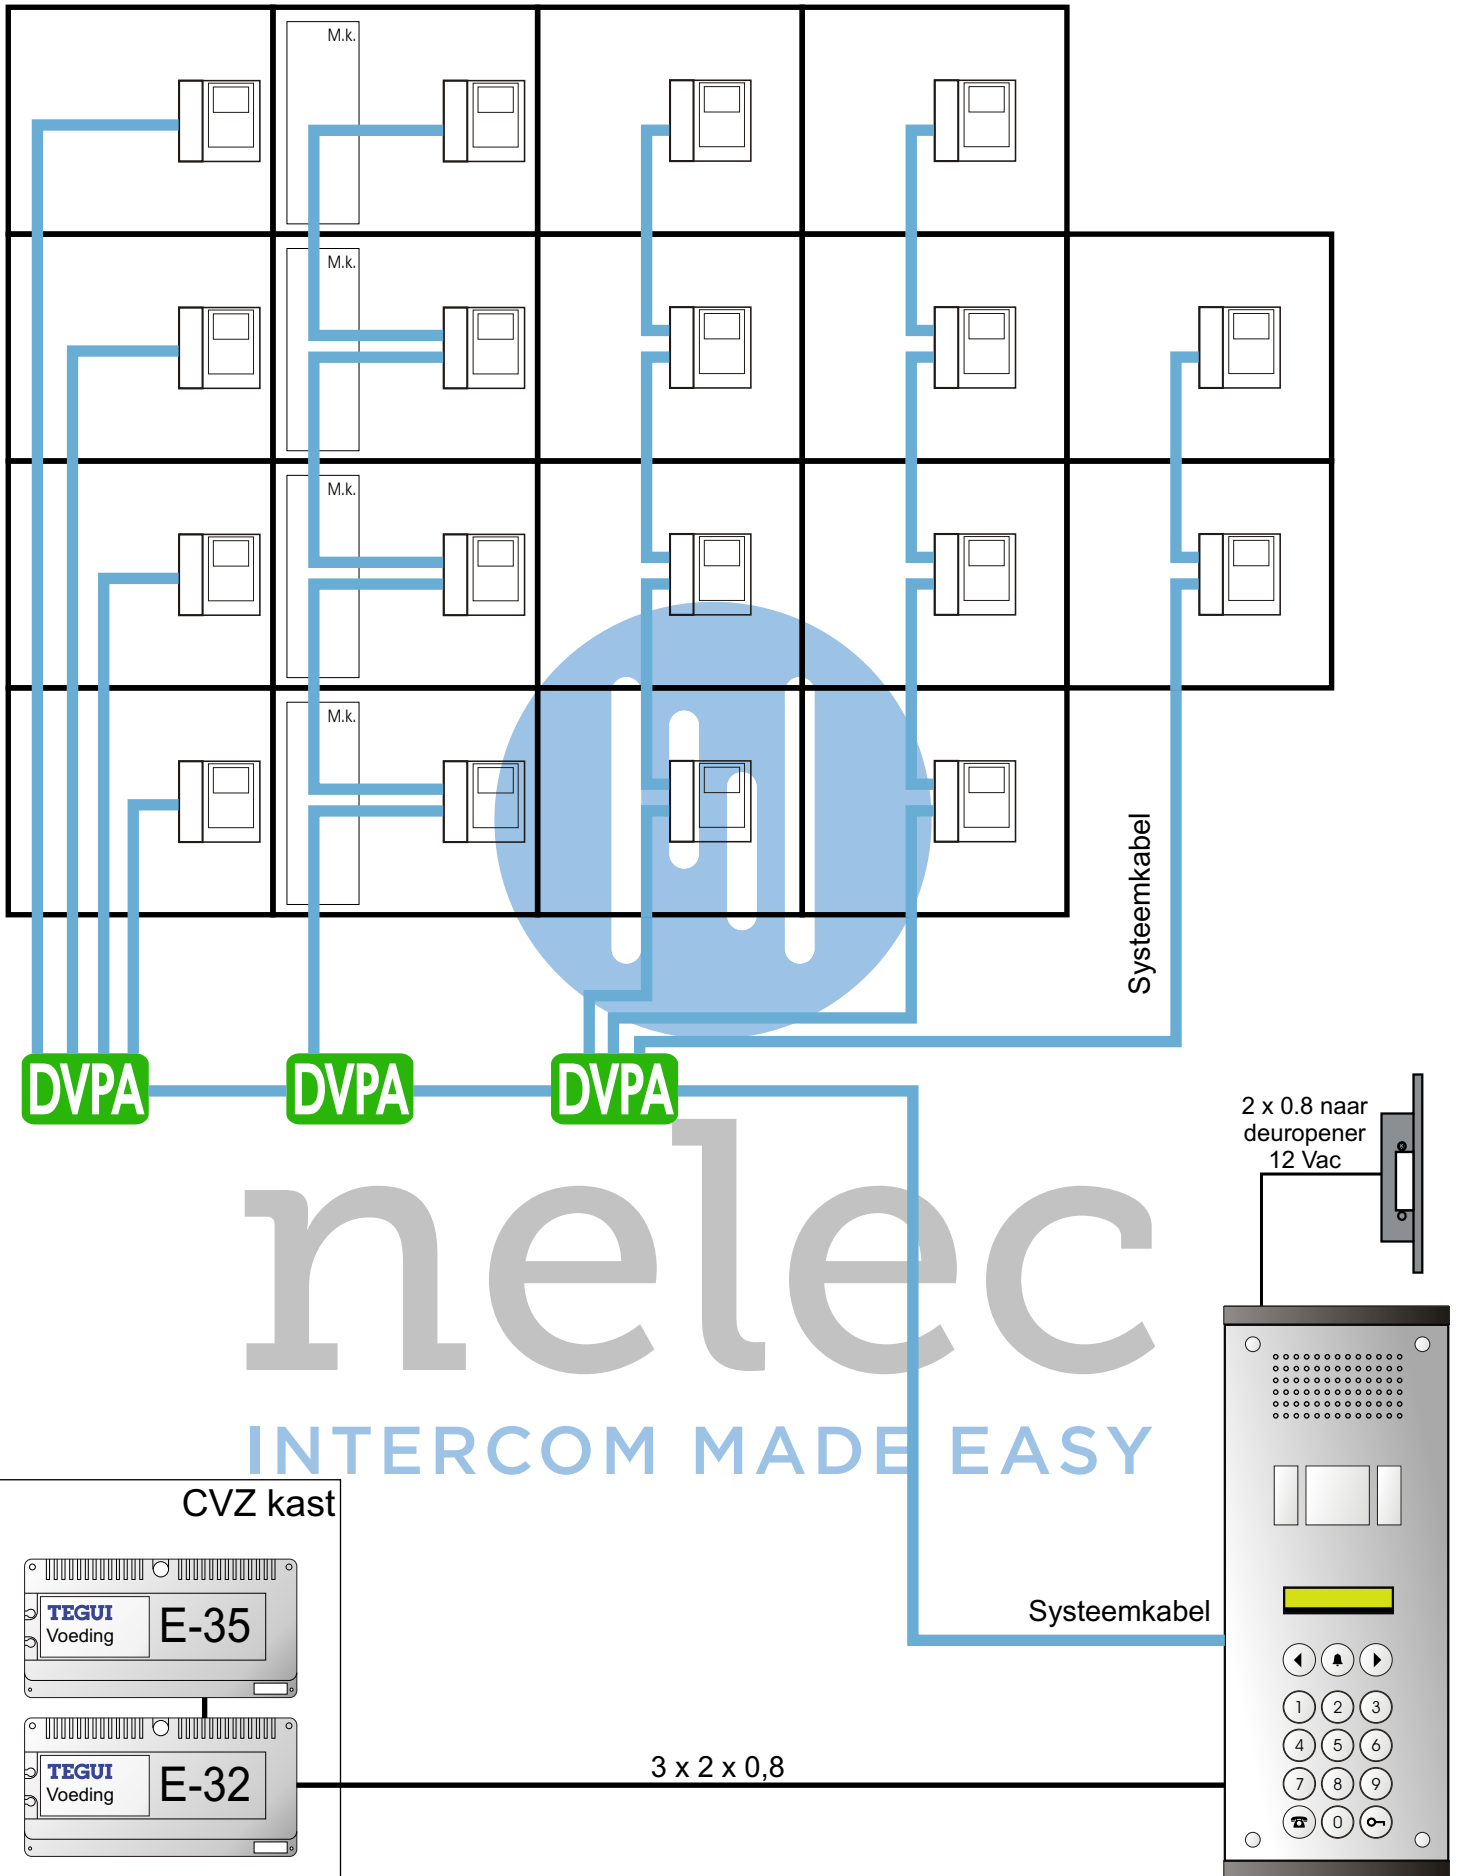 M.k.
M.k.
M.k.
M.k.
Systeemkabel
DVPA
DVPA
DVPA
2 x 0.8 naar
deuropener
12 Vac
nelec
INTERCOM MADE EASY
CVZ kast
TEGUI
Voeding
E-35
Systeemkabel
TEGUI
Voeding
E-32
3 x 2 x 0,8
1 2 3
4 5 6
7 8 9
0